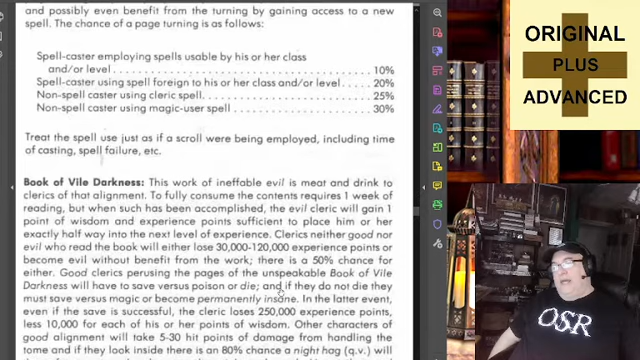 and possibly even benefit from the turning by gaining access to a new
spell. The chance of a page turning is as follows:
Spell-caster employing spells usable by his or her class
and/or level . . . . . . . . . . . . . . . . . . . . . . . . . . . . . . . . . . . 10%
Spell-caster using spell foreign to his or her class and/or level . . . . . 20%
Non-spell caster using cleric spell . . . . . . . . . . . . . . . . . . . . 25%
Non-spell caster using magic-user spell . . . . . . . . . . . . . . . . 30%
Treat the spell use just as if a scroll were being employed, including time
of casting, spell failure, etc.
Book of Vile Darkness: This work of ineffable evil is meat and drink to
clerics of that alignment. To fully consume the contents requires 1 week of
reading, but when such has been accomplished, the evil cleric will gain 1
point of wisdom and experience points sufficient to place him or her
exactly half way into the next level of experience. Clerics neither good nor
evil who read the book will either lose 30,000-120,000 experience points or
become evil without benefit from the work; there is a 50% chance for
either. Good clerics perusing the pages of the unspeakable Book of Vile
Darkness will have to save versus poison or die; and if they do not die they
must save versus magic or become permanently insane. In the latter event,
even if the save is successful, the cleric loses 250,000 experience points,
less 10,000 for each of his or her points of wisdom. Other characters of
good alignment will take 5-30 hit points of damage from handling the
tome and if they look inside there is an 80% chance a night hag (q.v.) will
ORIGINAL
PLUS
ADVANCED
OSR